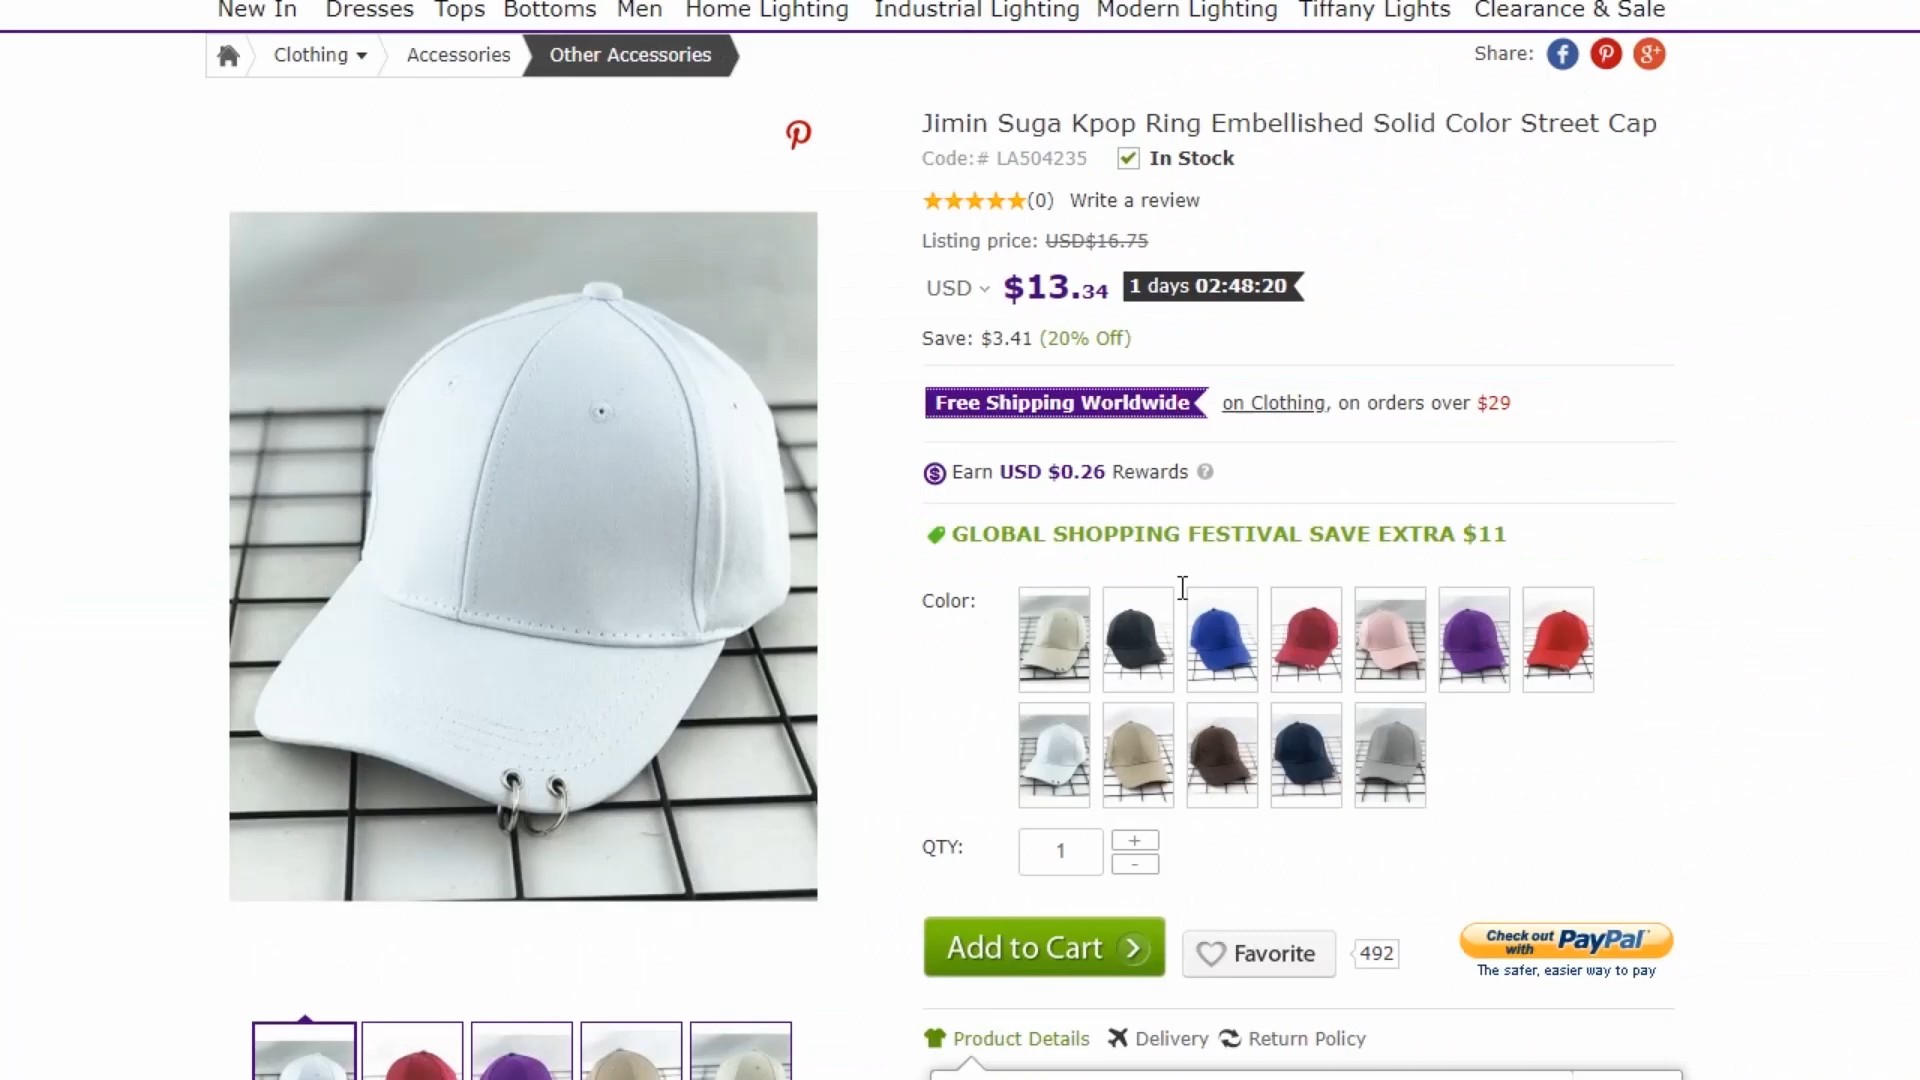 New In Dresses Tops Bottoms Men Home Lighting Industrial Lighting Modern Lighting Tiffany Lights Clearance & Sale
Clothing Accessories Other Accessories
Share: f g+
Jimin Suga Kpop Ring Embellished Solid Color Street Cap
Code:# LA504235 In Stock
(0) Write a review
Listing price: USD$16.75
USD $13.34 1 days 02:48:20
Save: $3.41 (20% Off)
Free Shipping Worldwide on Clothing, on orders over $29
$ Earn USD $0.26 Rewards ?
GLOBAL SHOPPING FESTIVAL SAVE EXTRA $11
Color:
QTY: 1 + -
Add to Cart Favorite 492
Check out with PayPal
The safer, easier way to pay
Product Details Delivery Return Policy